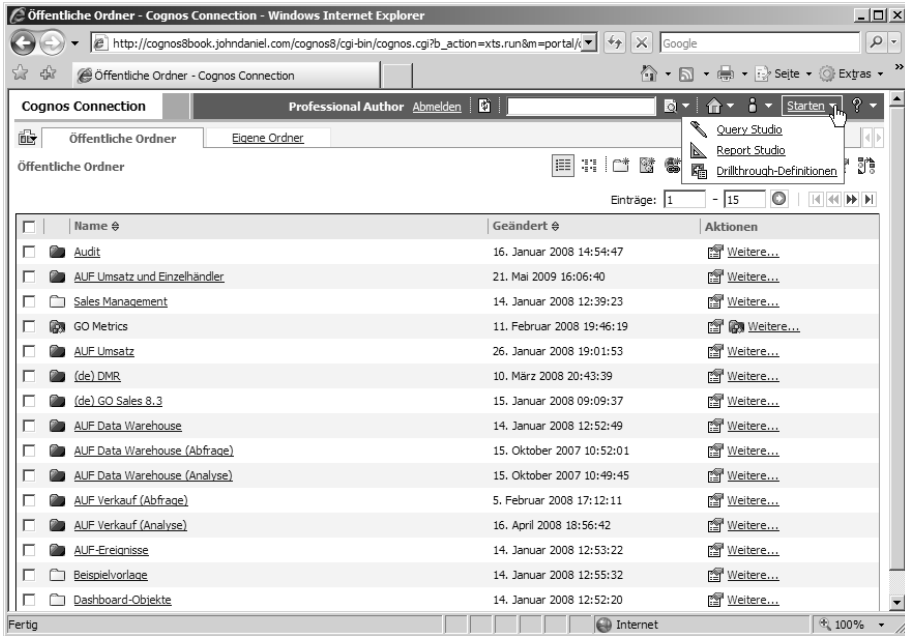 Öffentliche Ordner - Cognos Connection - Windows Internet Explorer
http://cognos8book.johndaniel.com/cognos8/cgi-bin/cognos.cgi?b_action=xts.run&m=portal/
Google
Öffentliche Ordner - Cognos Connection
Seite
Extras
»
Cognos Connection
Professional Author Abmelden
Starten
?
Query Studio
Report Studio
Drillthrough-Definitionen
Öffentliche Ordner
Eigene Ordner
Öffentliche Ordner
Einträge: 1 - 15
Name Geändert Aktionen
Audit 16. Januar 2008 14:54:47 Weitere...
AUF Umsatz und Einzelhändler 21. Mai 2009 16:06:40 Weitere...
Sales Management 14. Januar 2008 12:39:23 Weitere...
GO Metrics 11. Februar 2008 19:46:19 Weitere...
AUF Umsatz 26. Januar 2008 19:01:53 Weitere...
(de) DMR 10. März 2008 20:43:39 Weitere...
(de) GO Sales 8.3 15. Januar 2008 09:09:37 Weitere...
AUF Data Warehouse 14. Januar 2008 12:52:49 Weitere...
AUF Data Warehouse (Abfrage) 15. Oktober 2007 10:52:01 Weitere...
AUF Data Warehouse (Analyse) 15. Oktober 2007 10:49:45 Weitere...
AUF Verkauf (Abfrage) 5. Februar 2008 17:12:11 Weitere...
AUF Verkauf (Analyse) 16. April 2008 18:56:42 Weitere...
AUF-Ereignisse 14. Januar 2008 12:53:22 Weitere...
Beispielvorlage 14. Januar 2008 12:55:32 Weitere...
Dashboard-Objekte 14. Januar 2008 12:52:20 Weitere...
Fertig Internet 100%